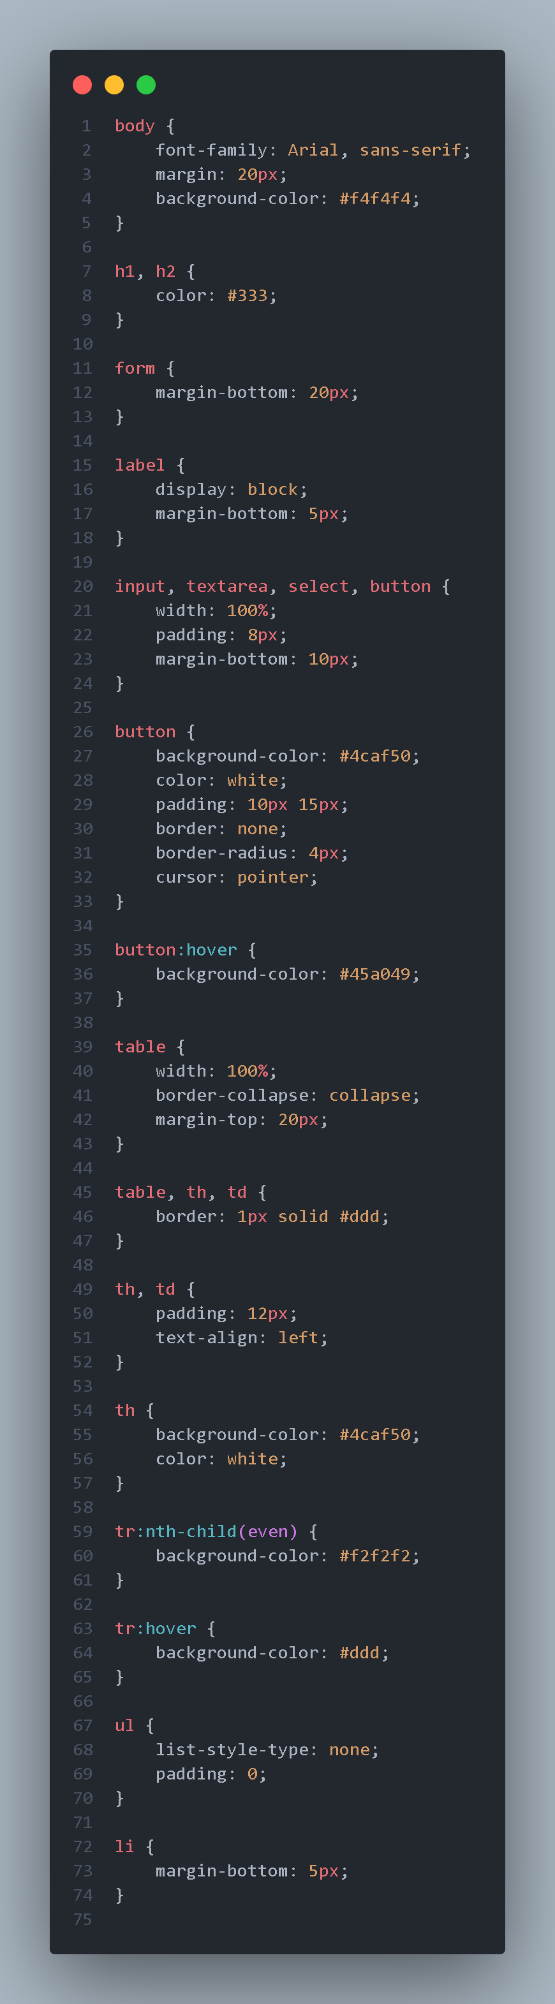 1 body {
2     font-family: Arial, sans-serif;
3     margin: 20px;
4     background-color: #f4f4f4;
5 }
6
7 h1, h2 {
8     color: #333;
9 }
10
11 form {
12     margin-bottom: 20px;
13 }
14
15 label {
16     display: block;
17     margin-bottom: 5px;
18 }
19
20 input, textarea, select, button {
21     width: 100%;
22     padding: 8px;
23     margin-bottom: 10px;
24 }
25
26 button {
27     background-color: #4caf50;
28     color: white;
29     padding: 10px 15px;
30     border: none;
31     border-radius: 4px;
32     cursor: pointer;
33 }
34
35 button:hover {
36     background-color: #45a049;
37 }
38
39 table {
40     width: 100%;
41     border-collapse: collapse;
42     margin-top: 20px;
43 }
44
45 table, th, td {
46     border: 1px solid #ddd;
47 }
48
49 th, td {
50     padding: 12px;
51     text-align: left;
52 }
53
54 th {
55     background-color: #4caf50;
56     color: white;
57 }
58
59 tr:nth-child(even) {
60     background-color: #f2f2f2;
61 }
62
63 tr:hover {
64     background-color: #ddd;
65 }
66
67 ul {
68     list-style-type: none;
69     padding: 0;
70 }
71
72 li {
73     margin-bottom: 5px;
74 }
75